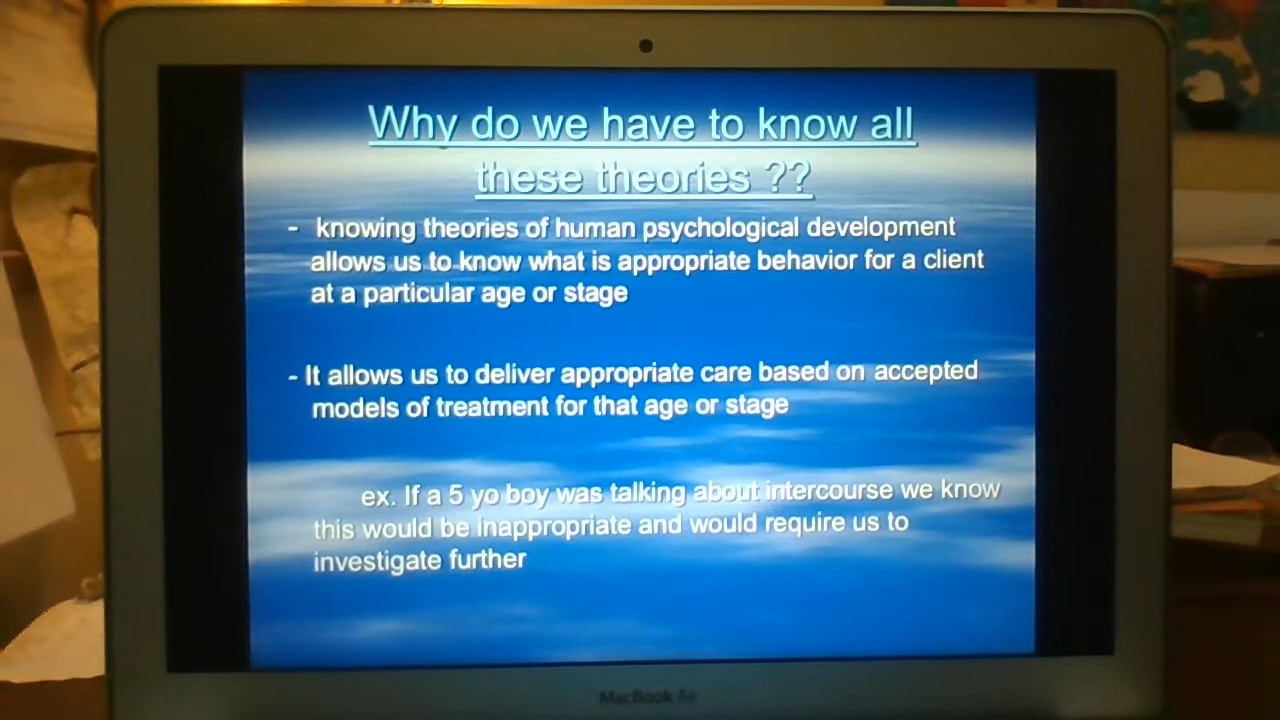 Why do we have to know all
these theories ??
- knowing theories of human psychological development
allows us to know what is appropriate behavior for a client
at a particular age or stage
- It allows us to deliver appropriate care based on accepted
models of treatment for that age or stage
ex. If a 5 yo boy was talking about intercourse we know
this would be inappropriate and would require us to
investigate further
MacBook Air